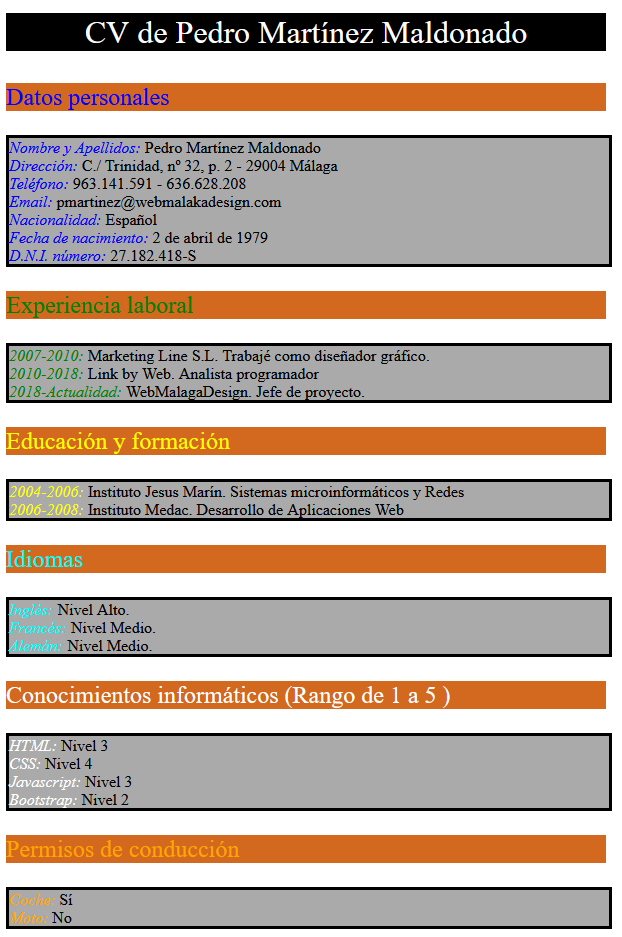 CV de Pedro Martínez Maldonado
Datos personales
Nombre y Apellidos: Pedro Martínez Maldonado
Dirección: C./ Trinidad, nº 32, p. 2 - 29004 Málaga
Teléfono: 963.141.591 - 636.628.208
Email: pmartinez@webmalakadesign.com
Nacionalidad: Español
Fecha de nacimiento: 2 de abril de 1979
D.N.I. número: 27.182.418-S
Experiencia laboral
2007-2010: Marketing Line S.L. Trabajé como diseñador gráfico.
2010-2018: Link by Web. Analista programador
2018-Actualidad: WebMalagaDesign. Jefe de proyecto.
Educación y formación
2004-2006: Instituto Jesus Marín. Sistemas microinformáticos y Redes
2006-2008: Instituto Medac. Desarrollo de Aplicaciones Web
Idiomas
Inglés: Nivel Alto.
Francés: Nivel Medio.
Alemán: Nivel Medio.
Conocimientos informáticos (Rango de 1 a 5 )
HTML: Nivel 3
CSS: Nivel 4
Javascript: Nivel 3
Bootstrap: Nivel 2
Permisos de conducción
Coche: Sí
Moto: No